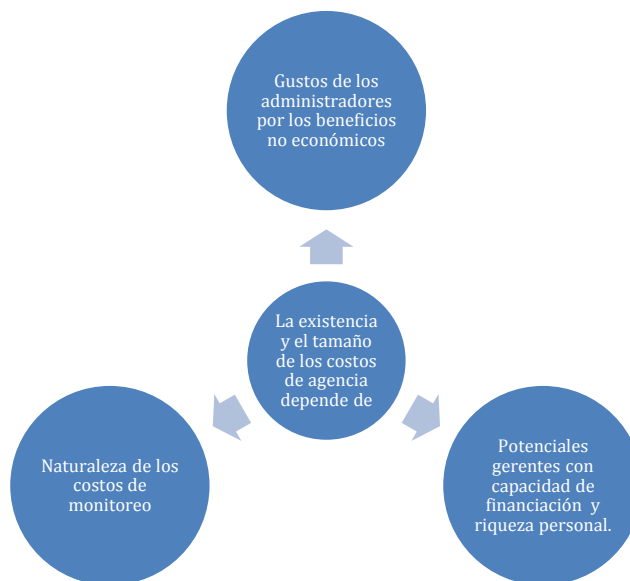 Gustos de los
administradores
por los beneficios
no económicos
La existencia
y el tamaño
de los costos
de agencia
depende de
Naturaleza de los
costos de
monitoreo
Potenciales
gerentes con
capacidad de
financiación y
riqueza personal.